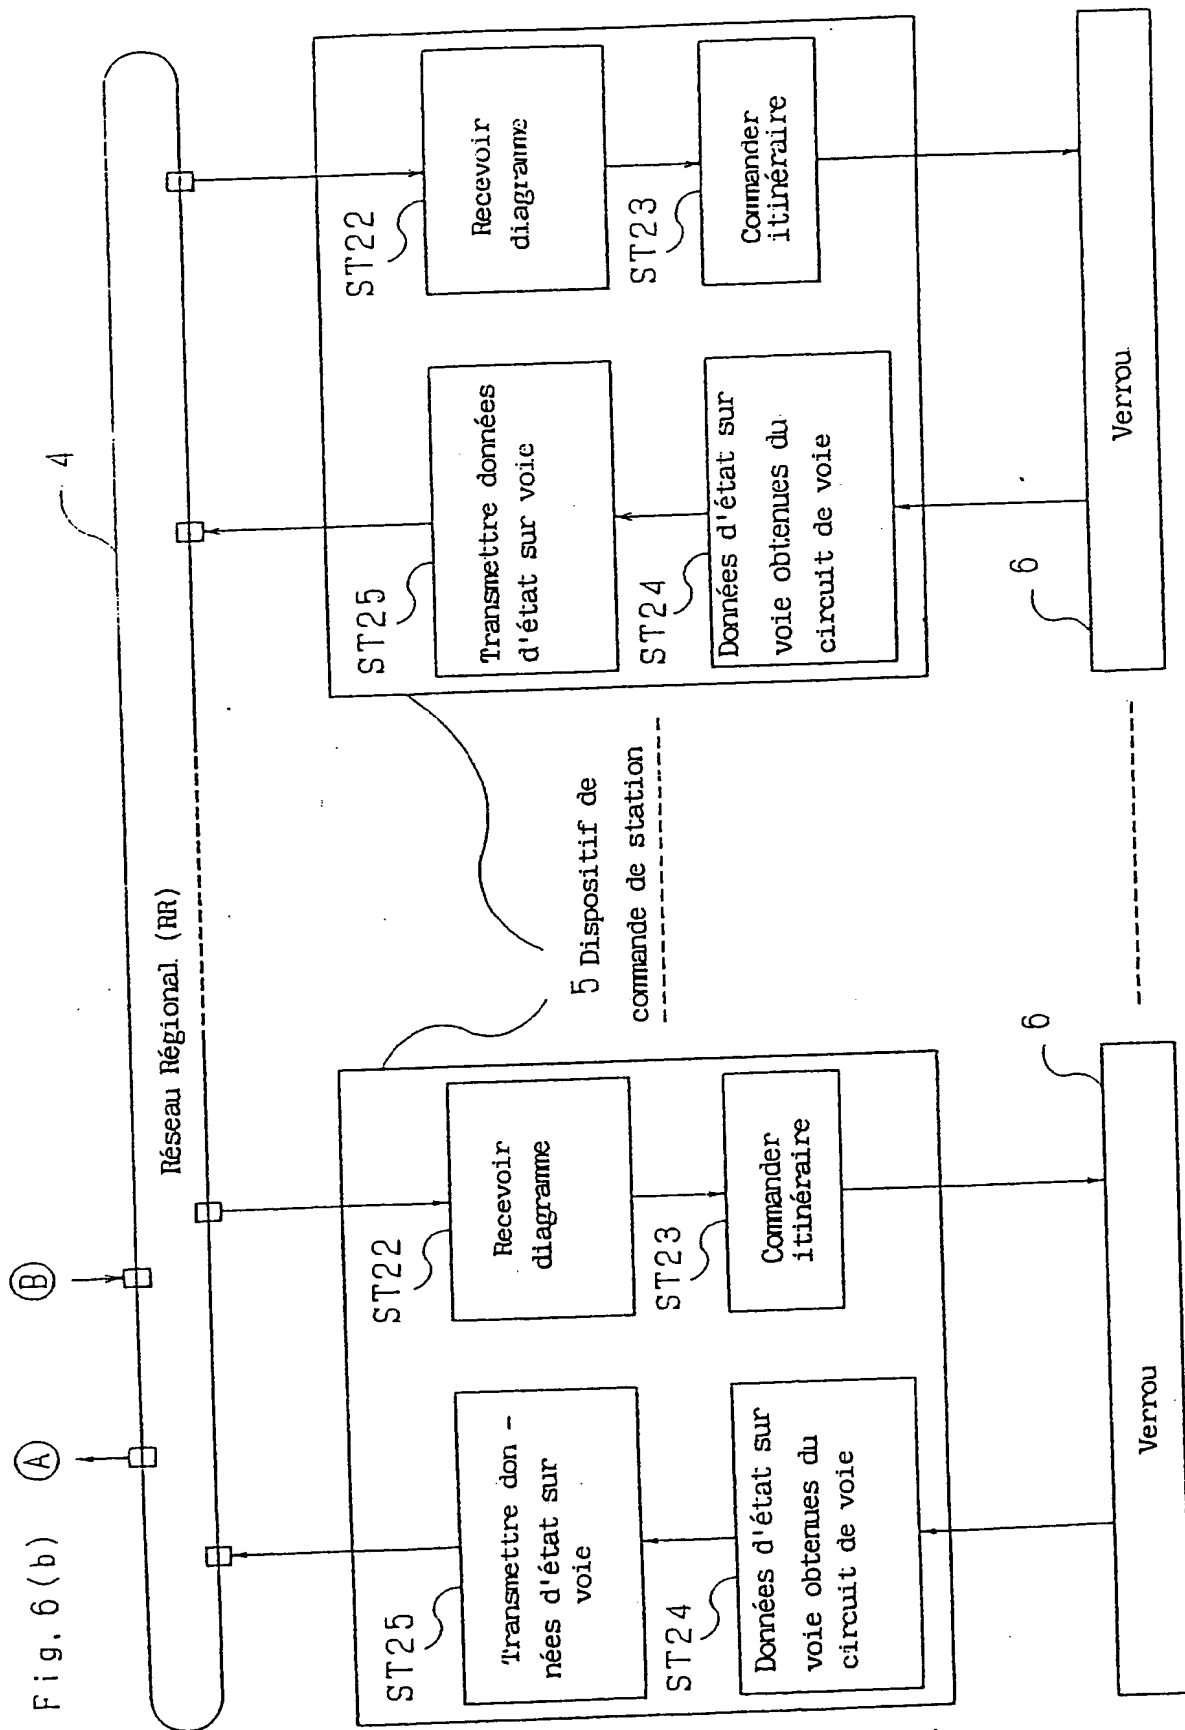 Fig. 6(b)
A
B
4
Réseau Régional (RR)
ST25
Transmettre don -
nées d'état sur
voie
ST22
Recevoir
diagramme
ST24
Données d'état sur
voie obtenues du
circuit de voie
ST23
Commander
itinéraire
6
Verrou
5 Dispositif de
commande de station
ST25
Transmettre données
d'état sur voie
ST22
Recevoir
diagramme
ST24
Données d'état sur
voie obtenues du
circuit de voie
ST23
Commander
itinéraire
6
Verrou